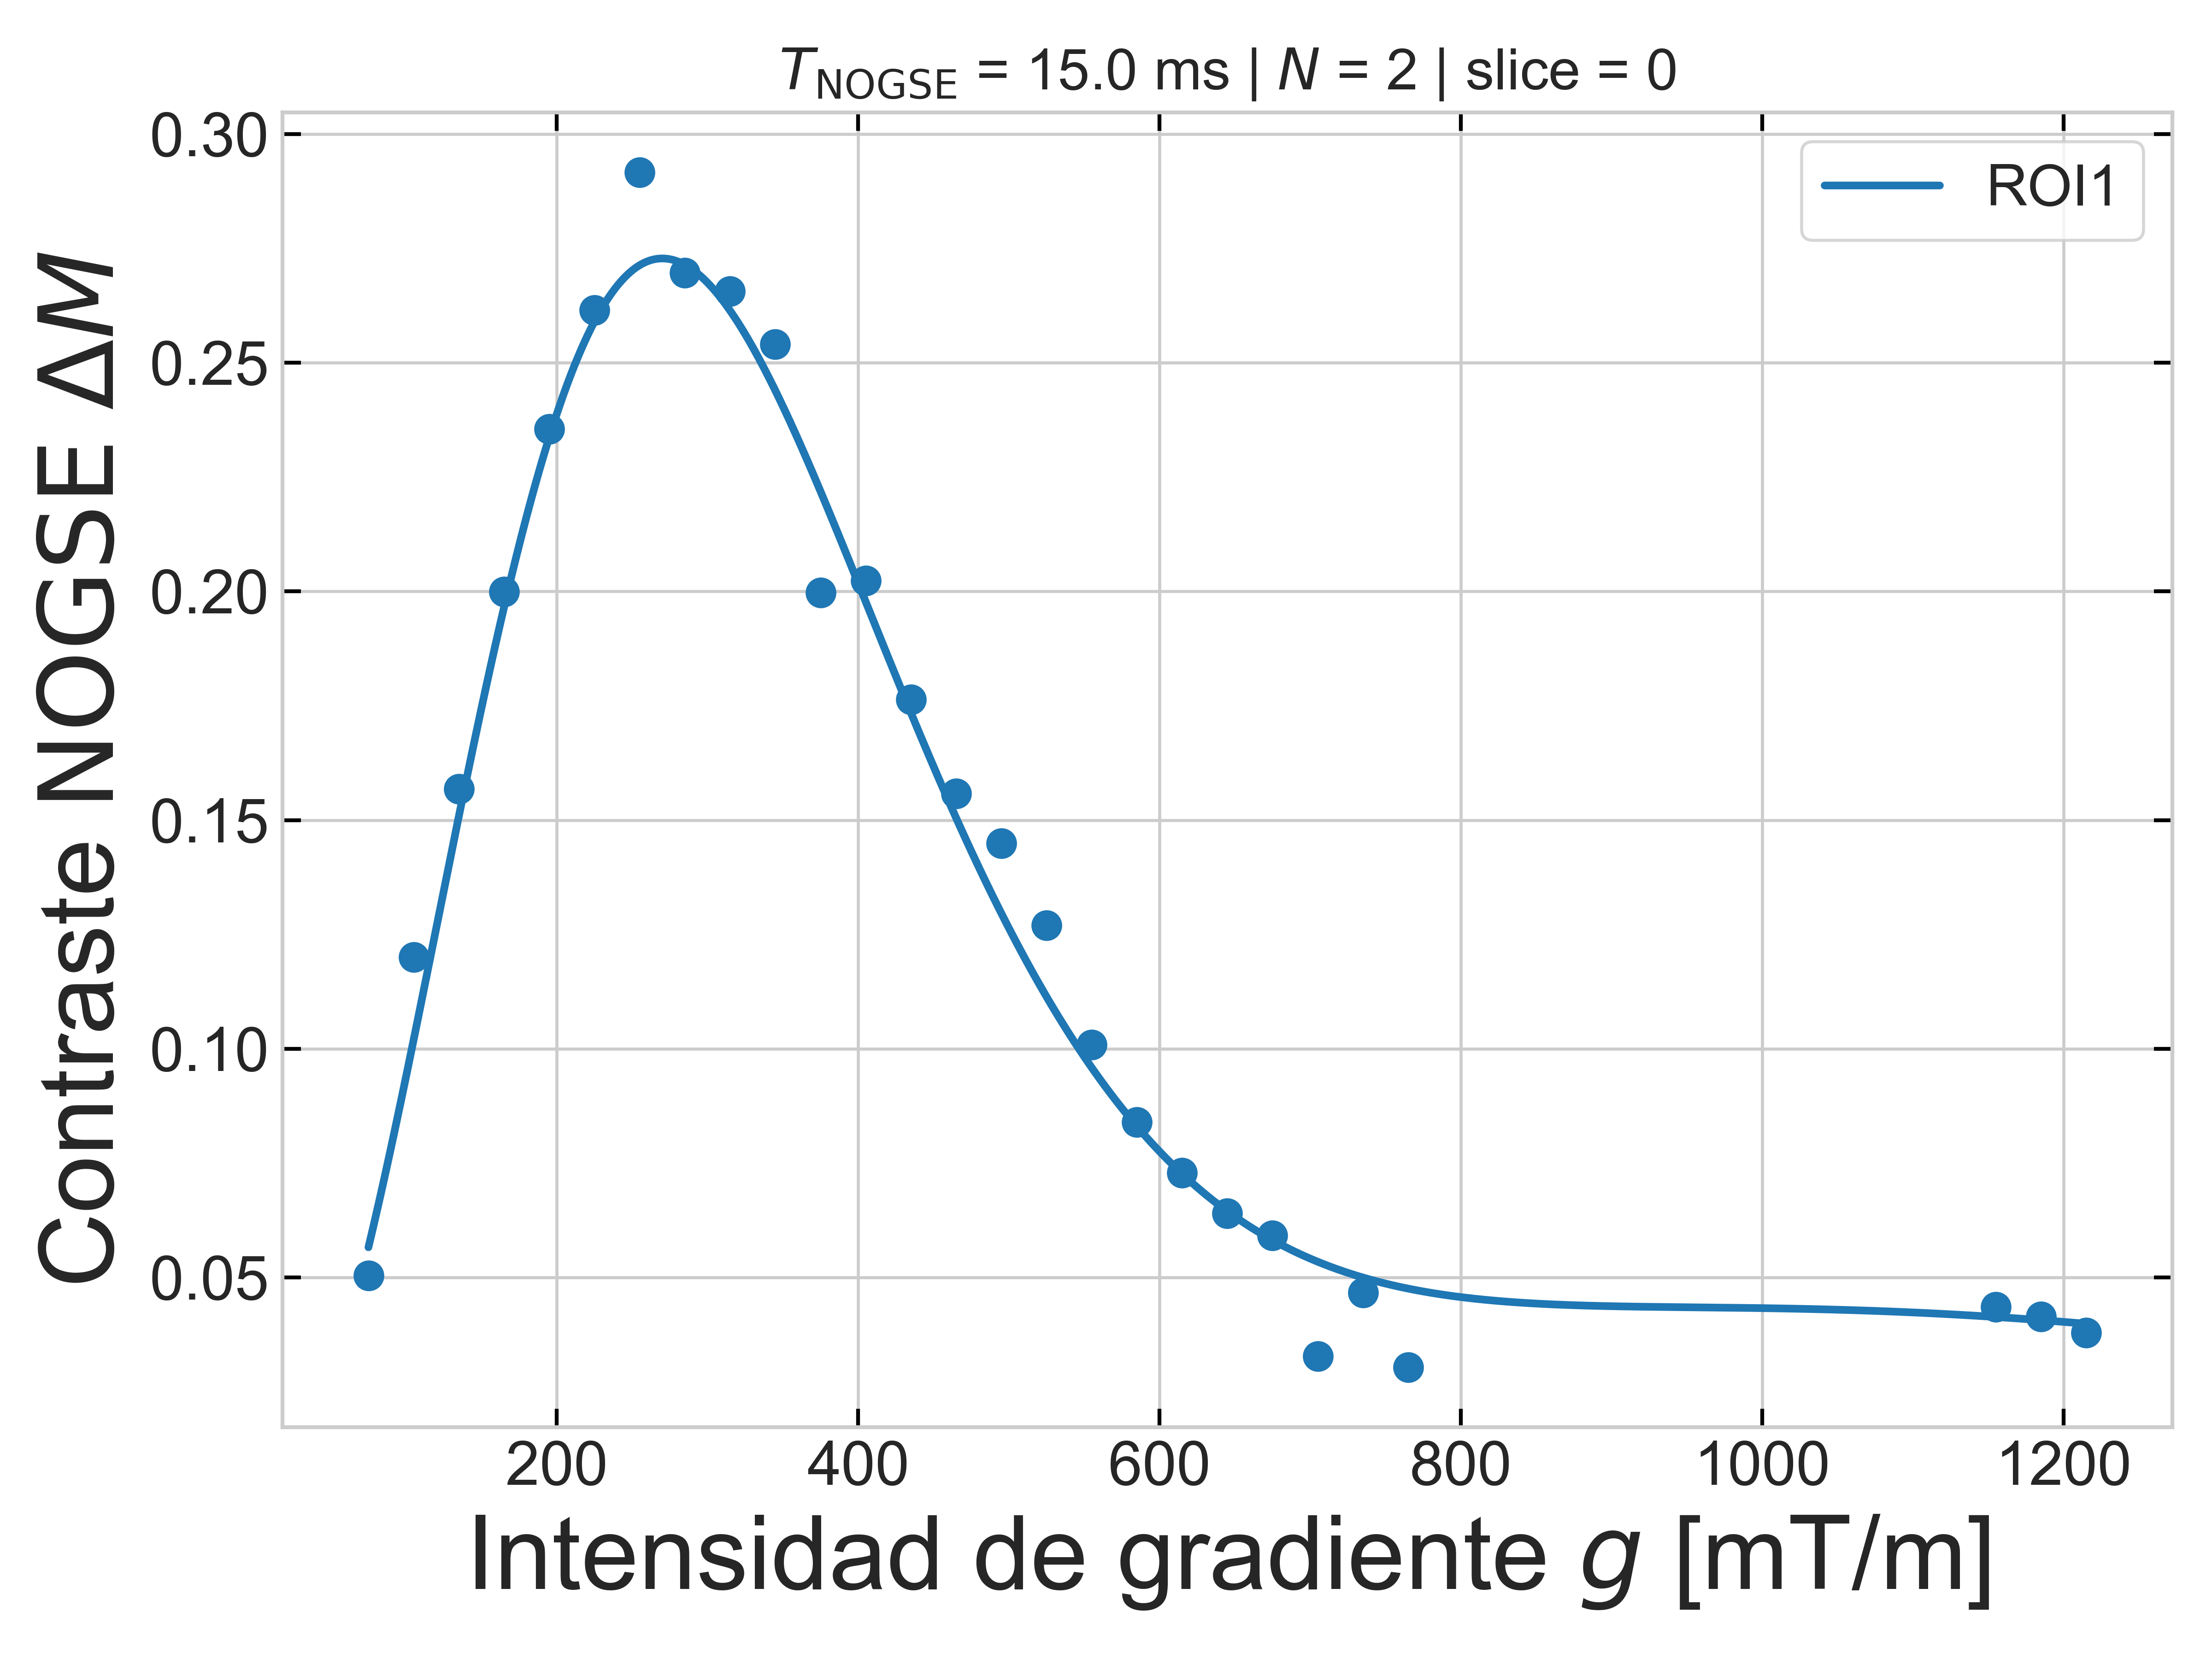 T_NOGSE = 15.0 ms | N = 2 | slice = 0
ROI1
Contraste NOGSE ΔM
0.30
0.25
0.20
0.15
0.10
0.05
200 400 600 800 1000 1200
Intensidad de gradiente g [mT/m]